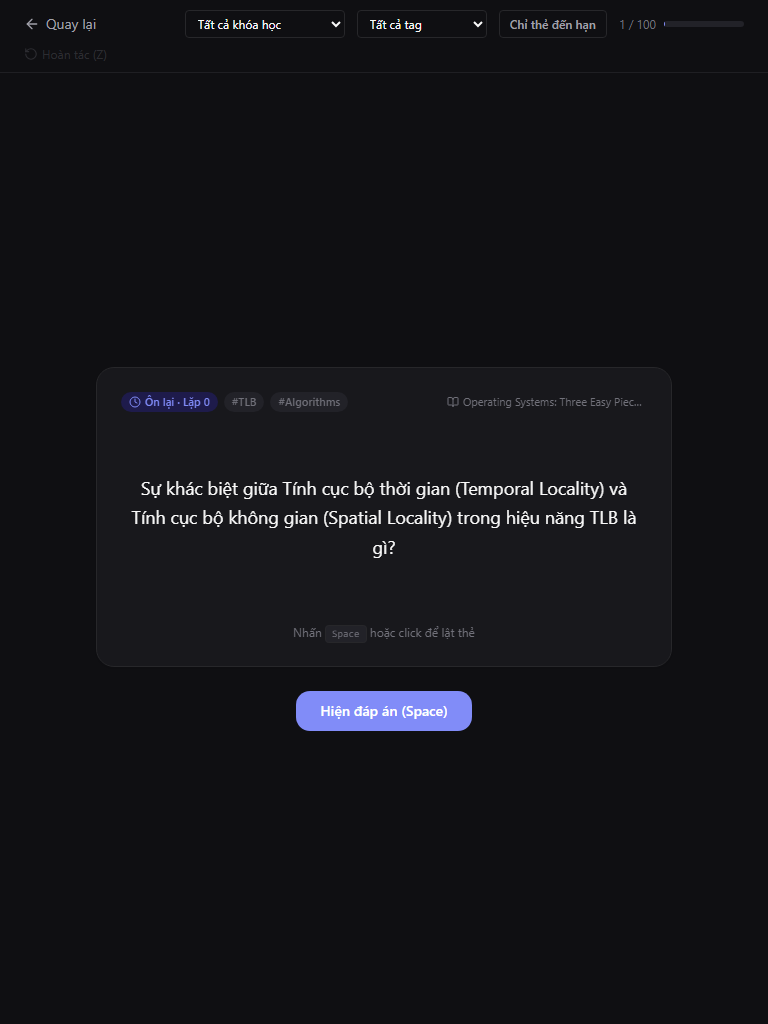 Quay lại
Tất cả khóa học
Tất cả tag
Chỉ thẻ đến hạn
1 / 100
Hoàn tác (Z)
Ôn lại · Lặp 0
#TLB
#Algorithms
Operating Systems: Three Easy Piec...
Sự khác biệt giữa Tính cục bộ thời gian (Temporal Locality) và
Tính cục bộ không gian (Spatial Locality) trong hiệu năng TLB là
gì?
Nhấn Space hoặc click để lật thẻ
Hiện đáp án (Space)